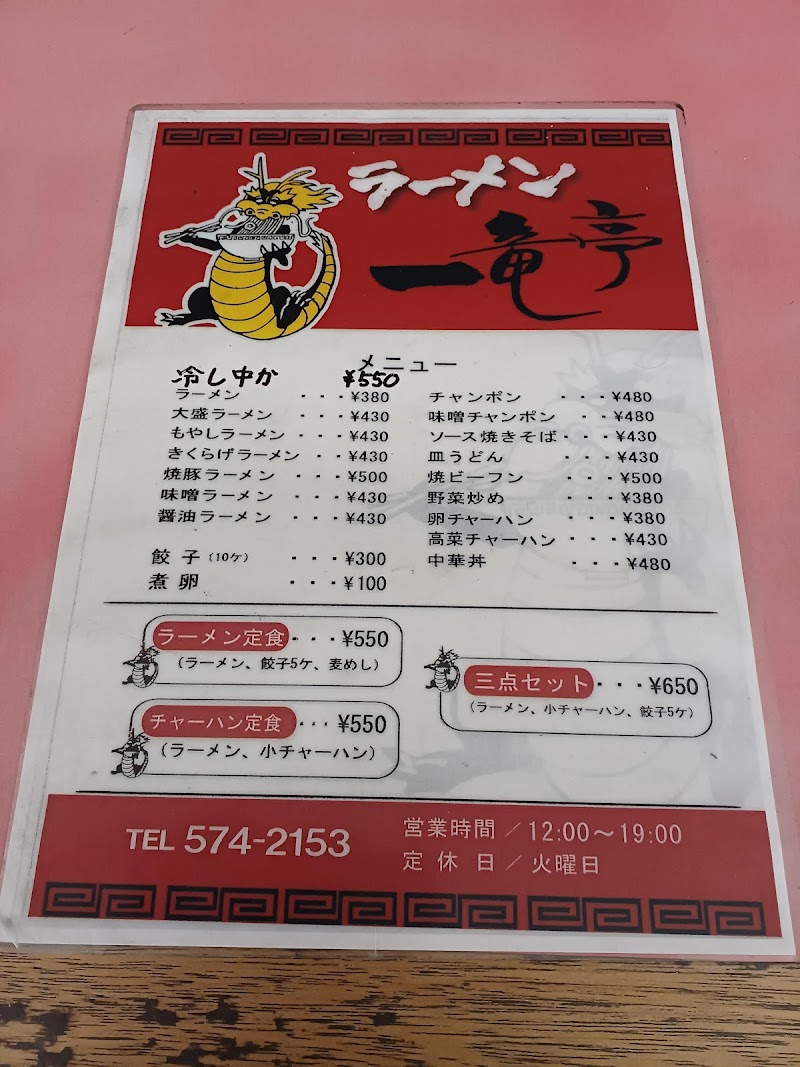 ラーメン
一竜亭
メニュー
冷し中か ¥550
ラーメン ・・・¥380
大盛ラーメン ・・・¥430
もやしラーメン ・・・¥430
きくらげラーメン ・・・¥430
焼豚ラーメン ・・・¥500
味噌ラーメン ・・・¥430
醤油ラーメン ・・・¥430
餃子(10ケ) ・・・¥300
煮卵 ・・・¥100
チャンポン ・・・¥480
味噌チャンポン ・・・¥480
ソース焼きそば・・・¥430
皿うどん ・・・¥430
焼ビーフン ・・・¥500
野菜炒め ・・・¥380
卵チャーハン ・・・¥380
高菜チャーハン・・・¥430
中華丼 ・・・¥480
ラーメン定食・・・¥550
(ラーメン、餃子5ケ、麦めし)
チャーハン定食・・・¥550
(ラーメン、小チャーハン)
三点セット・・・¥650
(ラーメン、小チャーハン、餃子5ケ)
TEL 574-2153
営業時間/12:00〜19:00
定休日/火曜日